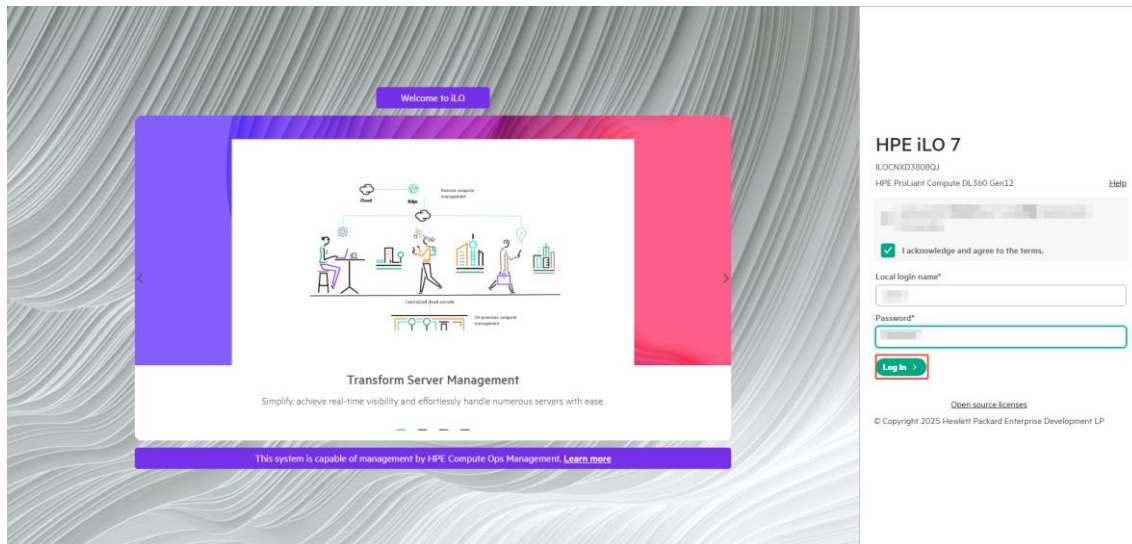 Welcome to iLO
Cloud
Edge
Remote compute
management
Centralized cloud console
On-premises compute
management
Transform Server Management
Simplify, achieve real-time visibility and effortlessly handle numerous servers with ease.
This system is capable of management by HPE Compute Ops Management. Learn more
HPE iLO 7
ILOCNXD3808QJ
HPE ProLiant Compute DL360 Gen12
Help
I acknowledge and agree to the terms.
Local login name*
Password*
Log In
Open source licenses
© Copyright 2025 Hewlett Packard Enterprise Development LP